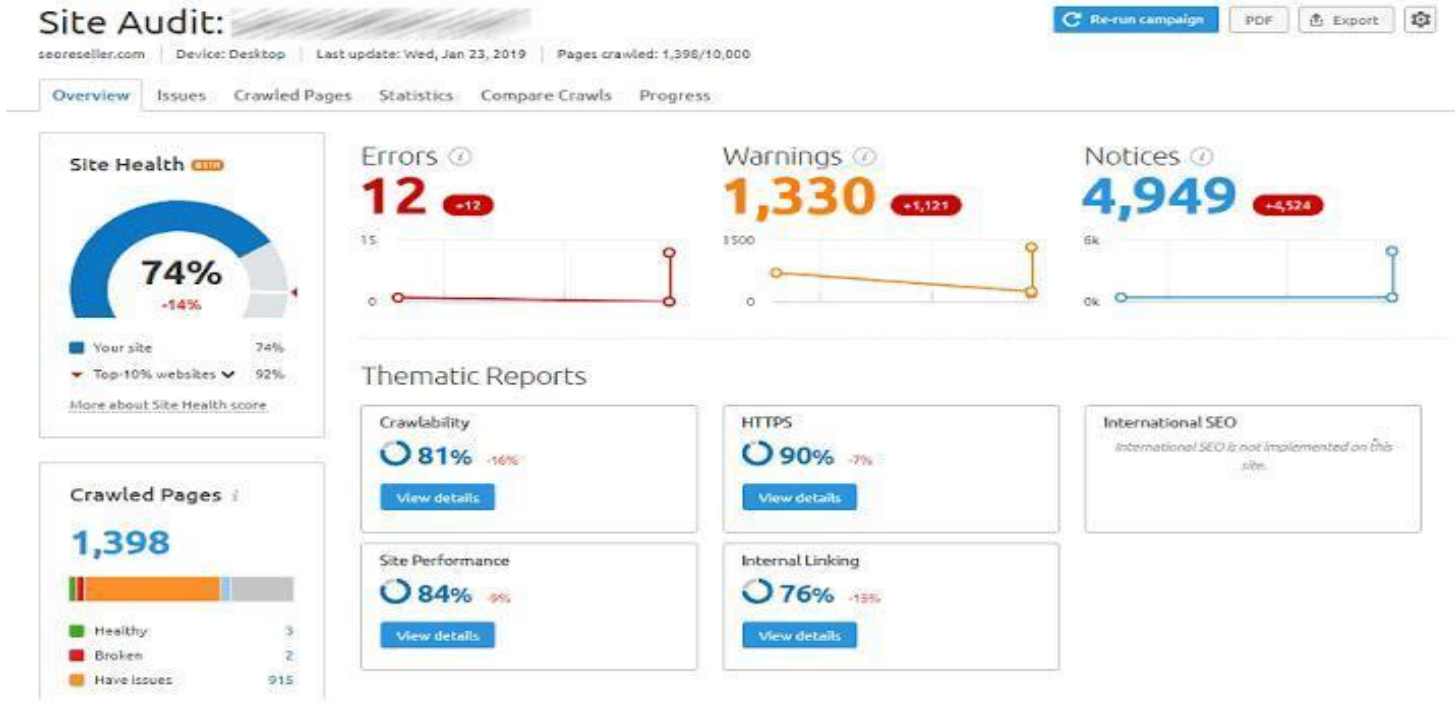 Site Audit:
Re-run campaign
PDF
Export
seoreseller.com | Device: Desktop | Last update: Wed, Jan 23, 2019 | Pages crawled: 1,398/10,000
Overview Issues Crawled Pages Statistics Compare Crawls Progress
Site Health BETA
74%
-14%
Your site 74%
Top-10% websites 92%
More about Site Health score
Errors i
12 +12
15
0
Warnings i
1,330 +1,121
1500
0
Notices i
4,949 +4,524
6k
0k
Thematic Reports
Crawlability
81% -16%
View details
HTTPS
90% -7%
View details
International SEO
International SEO is not implemented on this
site.
Site Performance
84% -9%
View details
Internal Linking
76% -15%
View details
Crawled Pages i
1,398
Healthy 3
Broken 2
Have issues 915